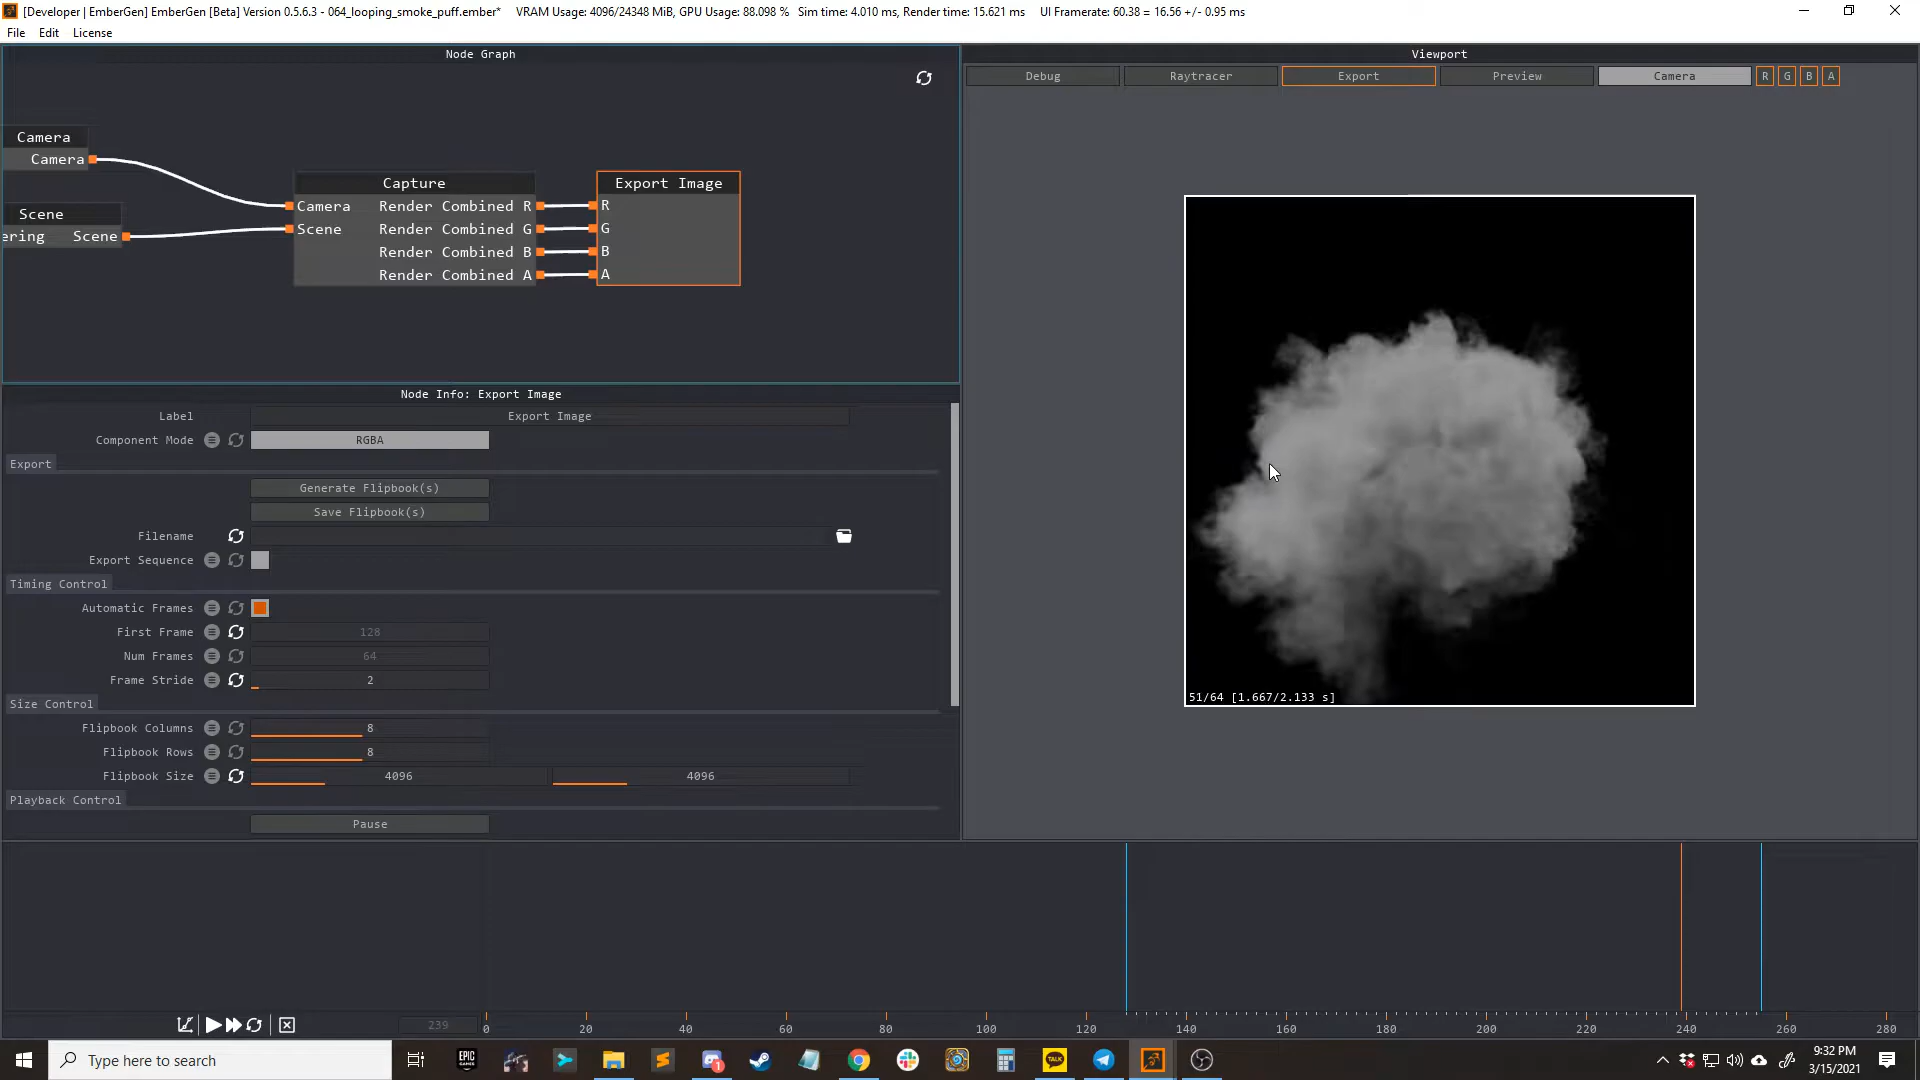 [Developer | EmberGen] EmberGen [Beta] Version 0.5.6.3 - 064_looping_smoke_puff.ember*    VRAM Usage: 4096/24348 MiB, GPU Usage: 88.098 %    Sim time: 4.010 ms, Render time: 15.621 ms    UI Framerate: 60.38 = 16.56 +/- 0.95 ms
File Edit License
Node Graph
Viewport
Debug Raytracer Export Preview Camera R G B A
Camera
Camera
Scene
ering Scene
Capture
Camera Render Combined R
Scene Render Combined G
Render Combined B
Render Combined A
Export Image
R
G
B
A
51/64 [1.667/2.133 s]
Node Info: Export Image
Label Export Image
Component Mode RGBA
Export
Generate Flipbook(s)
Save Flipbook(s)
Filename
Export Sequence
Timing Control
Automatic Frames
First Frame 128
Num Frames 64
Frame Stride 2
Size Control
Flipbook Columns 8
Flipbook Rows 8
Flipbook Size 4096 4096
Playback Control
Pause
239 0 20 40 60 80 100 120 140 160 180 200 220 240 260 280
Type here to search
EPIC GAMES
TALK
1
9:32 PM
3/15/2021